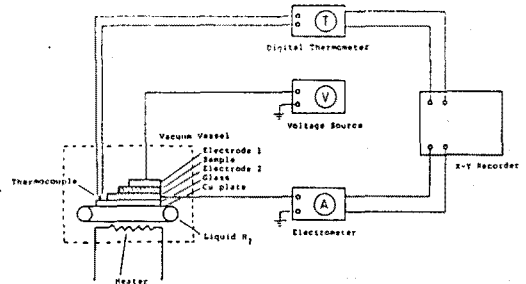 T
Digital Thermometer
V
Voltage Source
Vacuum Vessel
Electrode 1
Sample
Electrode 2
Glass
Cu plate
Thermocouple
X-Y Recorder
A
Electrometer
Liquid N2
Heater